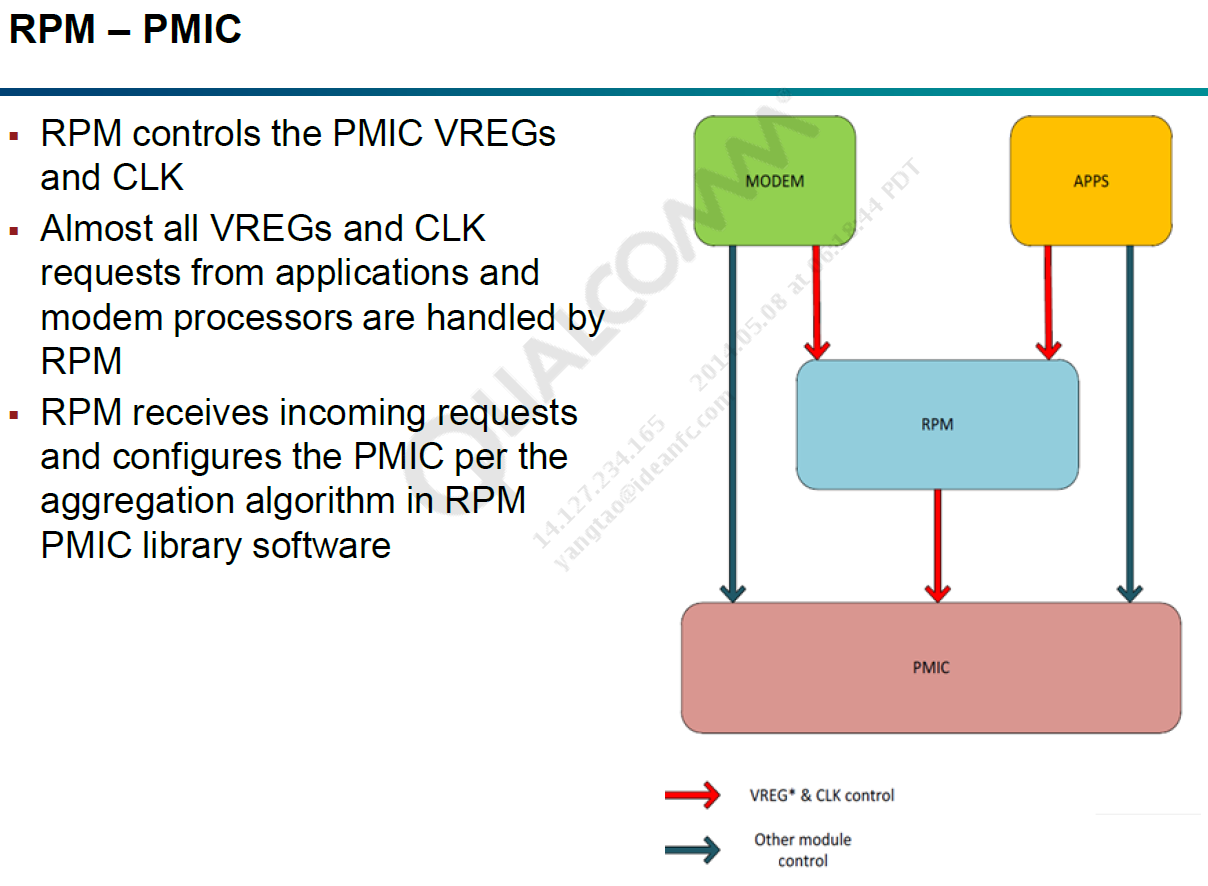 RPM – PMIC
▪ RPM controls the PMIC VREGs
and CLK
▪ Almost all VREGs and CLK
requests from applications and
modem processors are handled by
RPM
▪ RPM receives incoming requests
and configures the PMIC per the
aggregation algorithm in RPM
PMIC library software
QUALCOMM®
14.127.234.165 2014.05.08 at 06:18:44 PDT
yangtao@ideanfc.com
MODEM
APPS
RPM
PMIC
VREG* & CLK control
Other module
control